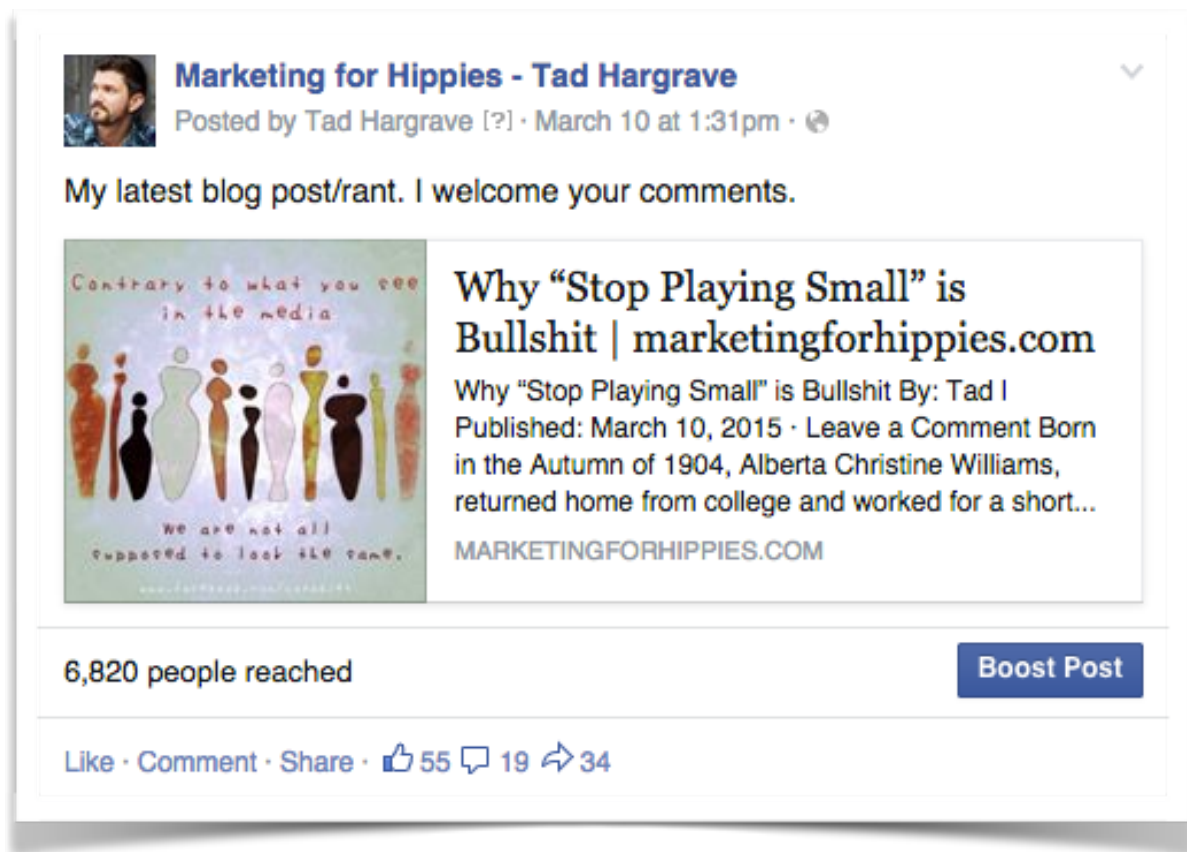 Marketing for Hippies - Tad Hargrave
Posted by Tad Hargrave [?] · March 10 at 1:31pm ·
My latest blog post/rant. I welcome your comments.
Contrary to what you see
in the media
We are not all
supposed to look the same.
Why “Stop Playing Small” is
Bullshit | marketingforhippies.com
Why “Stop Playing Small” is Bullshit By: Tad I
Published: March 10, 2015 · Leave a Comment Born
in the Autumn of 1904, Alberta Christine Williams,
returned home from college and worked for a short...
MARKETINGFORHIPPIES.COM
6,820 people reached
Boost Post
Like · Comment · Share · 55 19 34